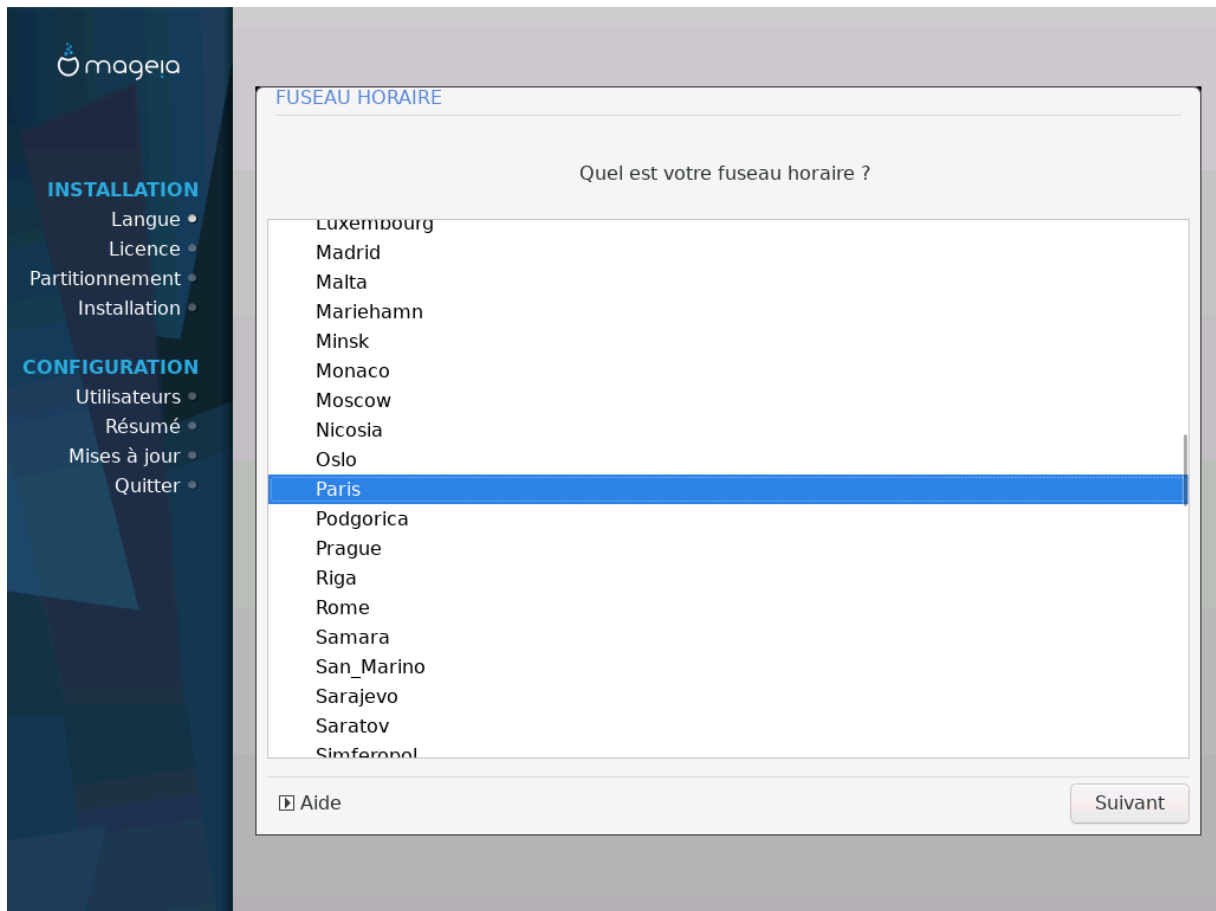 mageia
INSTALLATION
Langue
Licence
Partitionnement
Installation
CONFIGURATION
Utilisateurs
Résumé
Mises à jour
Quitter
FUSEAU HORAIRE
Quel est votre fuseau horaire ?
Luxembourg
Madrid
Malta
Mariehamn
Minsk
Monaco
Moscow
Nicosia
Oslo
Paris
Podgorica
Prague
Riga
Rome
Samara
San_Marino
Sarajevo
Saratov
Simferopol
Aide
Suivant